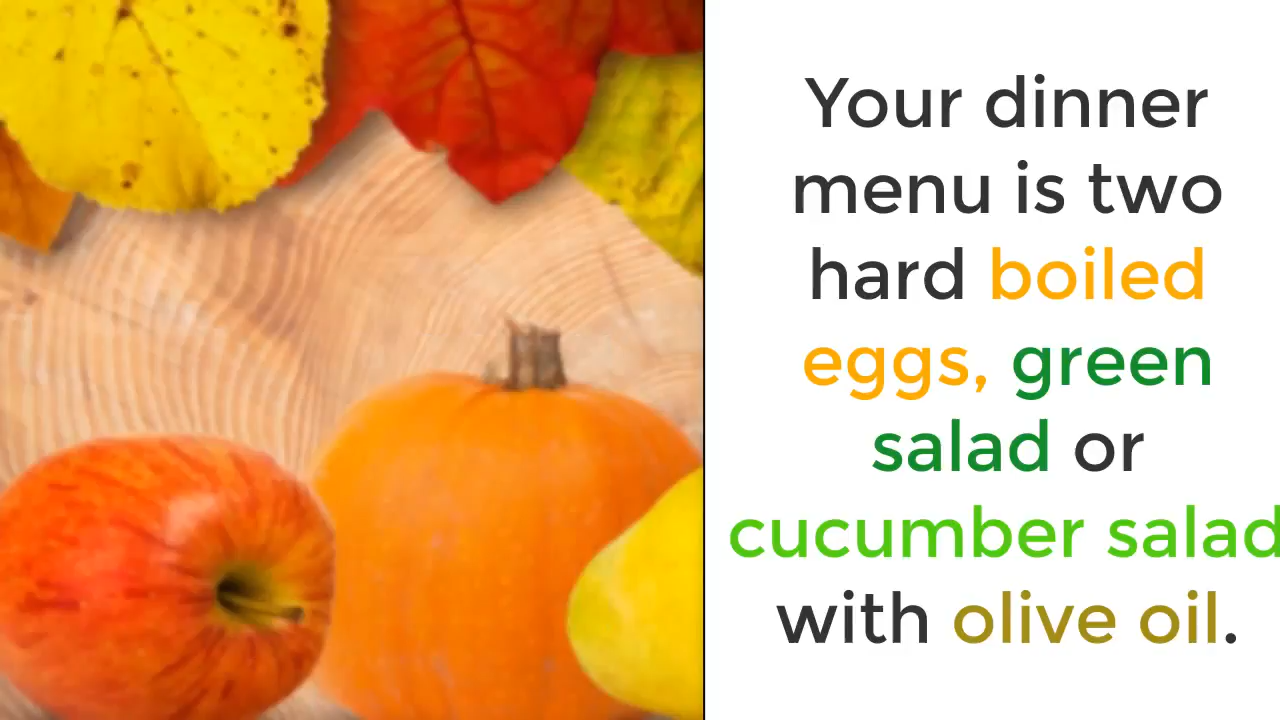 Your dinner
menu is two
hard boiled
eggs, green
salad or
cucumber salad
with olive oil.